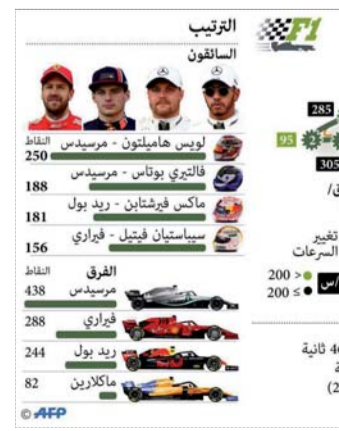 F1
الترتيب
السائقون
النقاط
لويس هاميلتون - مرسيدس
250
فالتيري بوتاس - مرسيدس
188
ماكس فيرشتابن - ريد بول
181
سيباستيان فيتيل - فيراري
156
الفرق
النقاط
مرسيدس
438
فيراري
288
ريد بول
244
ماكلارين
82
© AFP
285
95
2
305
تغيير
السرعات
200 >
200 ≤
ثانية